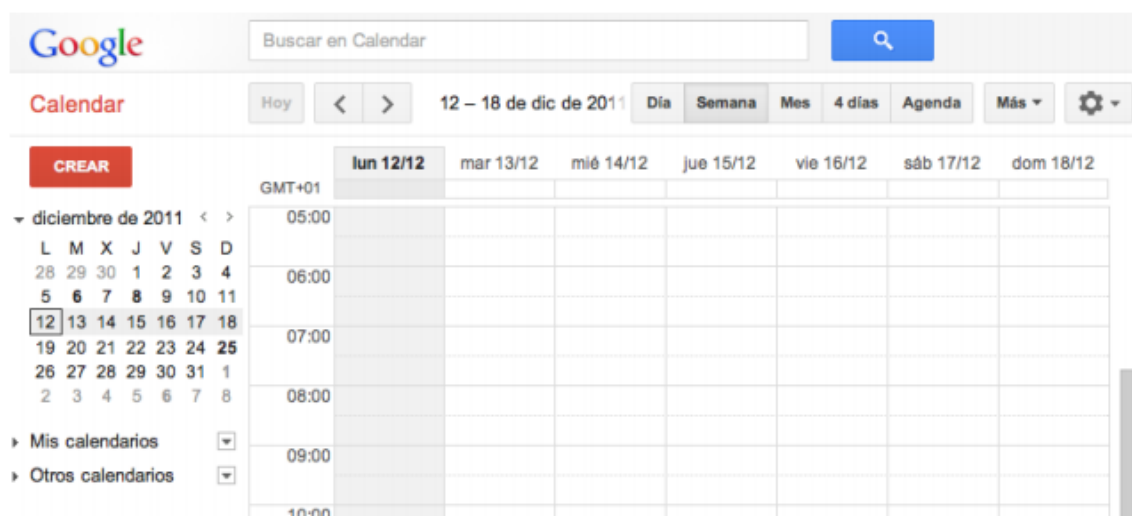 Google
Buscar en Calendar
Calendar
Hoy
12 – 18 de dic de 2011
Día
Semana
Mes
4 días
Agenda
Más
CREAR
lun 12/12
mar 13/12
mié 14/12
jue 15/12
vie 16/12
sáb 17/12
dom 18/12
GMT+01
diciembre de 2011
L M X J V S D
28 29 30 1 2 3 4
5 6 7 8 9 10 11
12 13 14 15 16 17 18
19 20 21 22 23 24 25
26 27 28 29 30 31 1
2 3 4 5 6 7 8
Mis calendarios
Otros calendarios
05:00
06:00
07:00
08:00
09:00
10:00